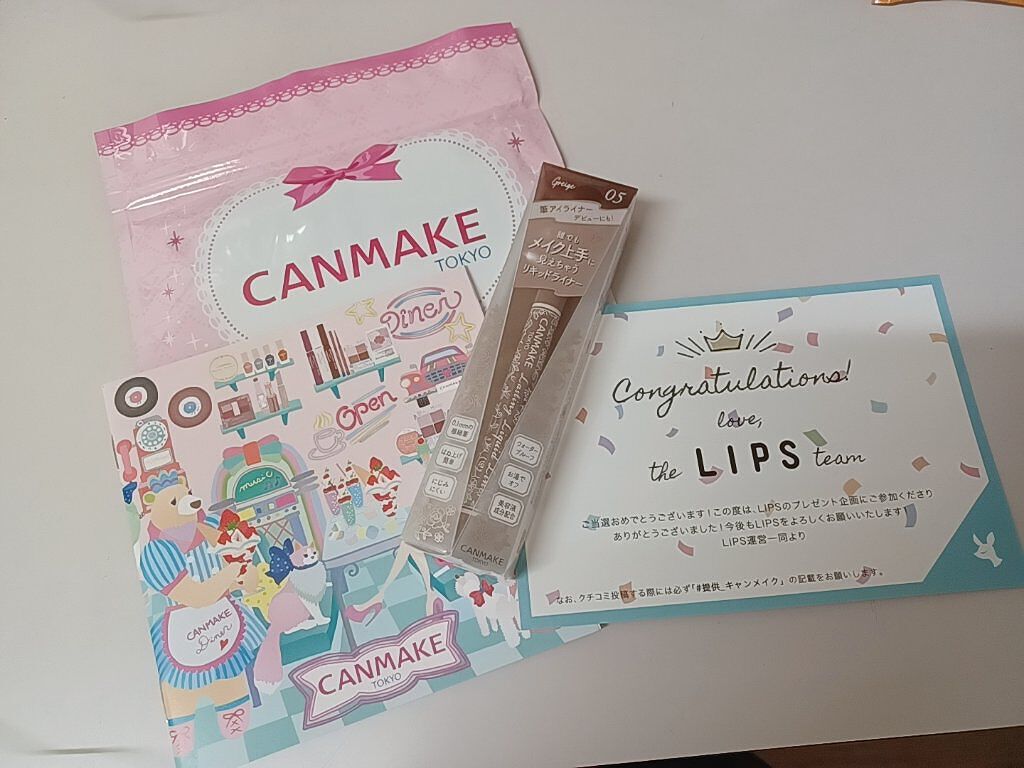 CANMAKE
TOKYO
Greige
05
筆アイライナー
デビューにも!
誰でも
メイク上手に
見えちゃう
リキッドライナー
CANMAKE
TOKYO
Lasting Liquid Liner
0.1mmの
極細筆
はね上げ
簡単
にじみ
にくい
ウォーター
プルーフ
お湯で
オフ
美容液
成分配合
CANMAKE
TOKYO
Diner
Open
music
CANMAKE
Diner
CANMAKE
TOKYO
Congratulations!
love,
the LIPS team
ご当選おめでとうございます!この度は、LIPSのプレゼント企画にご参加くださり
ありがとうございました!今後もLIPSをよろしくお願いいたします!
LIPS運営一同より
なお、クチコミ投稿する際には必ず「#提供_キャンメイク」の記載をお願いします。